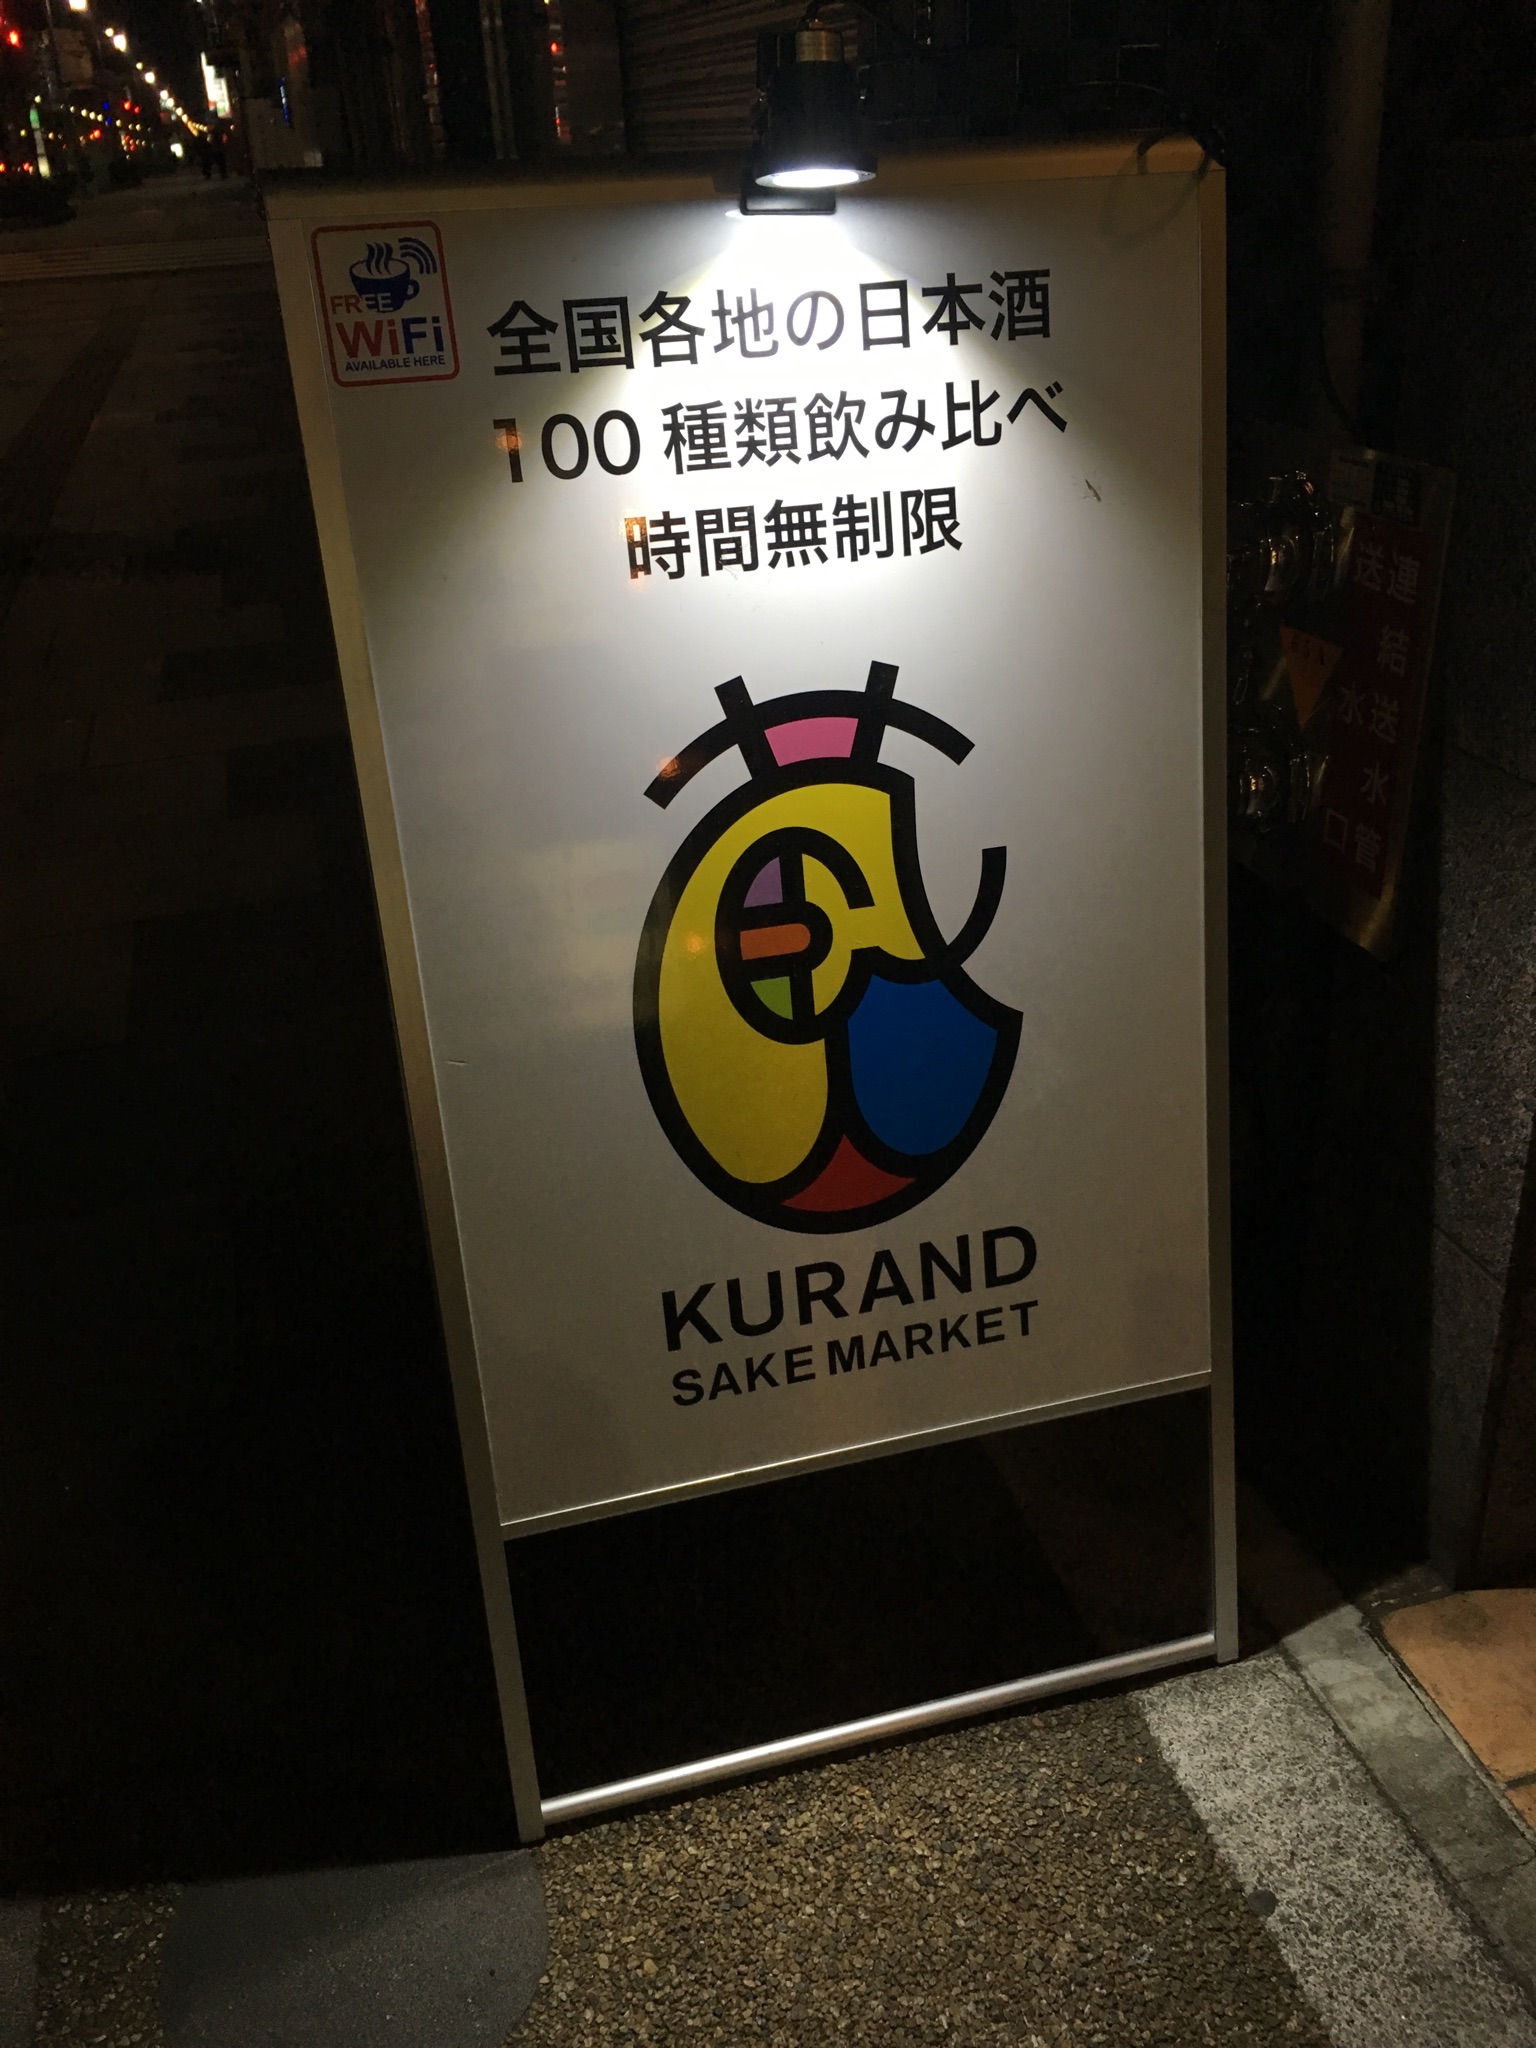 FREE
WiFi
AVAILABLE HERE
全国各地の日本酒
100 種類飲み比べ
時間無制限
KURAND
SAKE MARKET
連結送水管
送水口